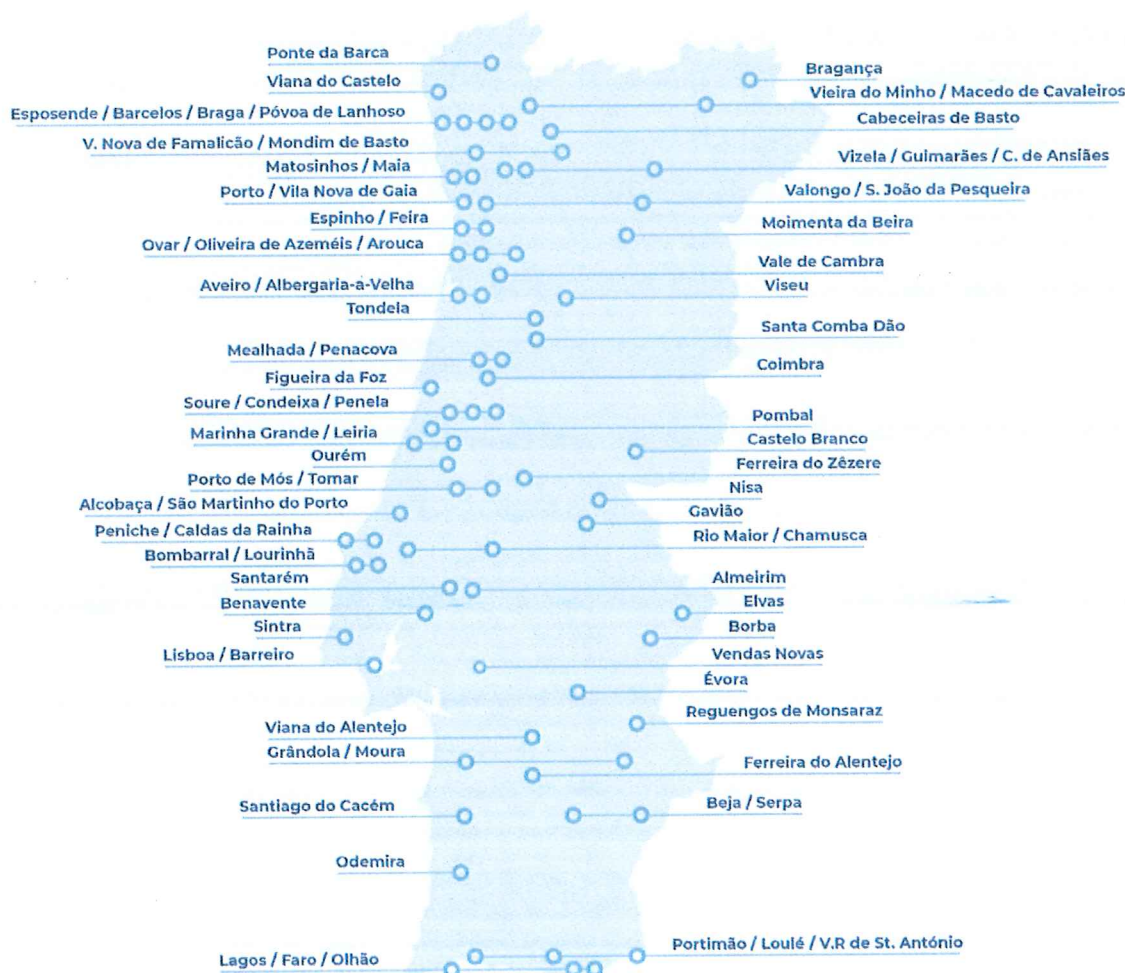 Ponte da Barca
Bragança
Viana do Castelo
Vieira do Minho / Macedo de Cavaleiros
Esposende / Barcelos / Braga / Póvoa de Lanhoso
Cabeceiras de Basto
V. Nova de Famalicão / Mondim de Basto
Vizela / Guimarães / C. de Ansiães
Matosinhos / Maia
Porto / Vila Nova de Gaia
Valongo / S. João da Pesqueira
Espinho / Feira
Moimenta da Beira
Ovar / Oliveira de Azeméis / Arouca
Vale de Cambra
Aveiro / Albergaria-a-Velha
Viseu
Tondela
Santa Comba Dão
Mealhada / Penacova
Coimbra
Figueira da Foz
Soure / Condeixa / Penela
Pombal
Marinha Grande / Leiria
Castelo Branco
Ourém
Ferreira do Zêzere
Porto de Mós / Tomar
Nisa
Alcobaça / São Martinho do Porto
Gavião
Peniche / Caldas da Rainha
Rio Maior / Chamusca
Bombarral / Lourinhã
Santarém
Almeirim
Benavente
Elvas
Sintra
Borba
Lisboa / Barreiro
Vendas Novas
Évora
Reguengos de Monsaraz
Viana do Alentejo
Grândola / Moura
Ferreira do Alentejo
Santiago do Cacém
Beja / Serpa
Odemira
Portimão / Loulé / V.R de St. António
Lagos / Faro / Olhão